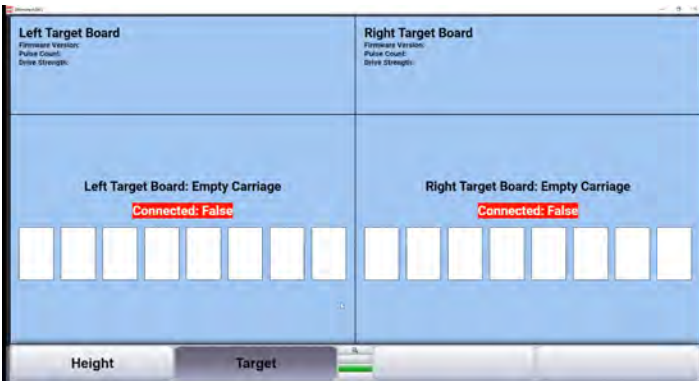 Left Target Board
Firmware Version:
Pulse Count:
Drive Strength:
Right Target Board
Firmware Version:
Pulse Count:
Drive Strength:
Left Target Board: Empty Carriage
Connected: False
Right Target Board: Empty Carriage
Connected: False
Height
Target